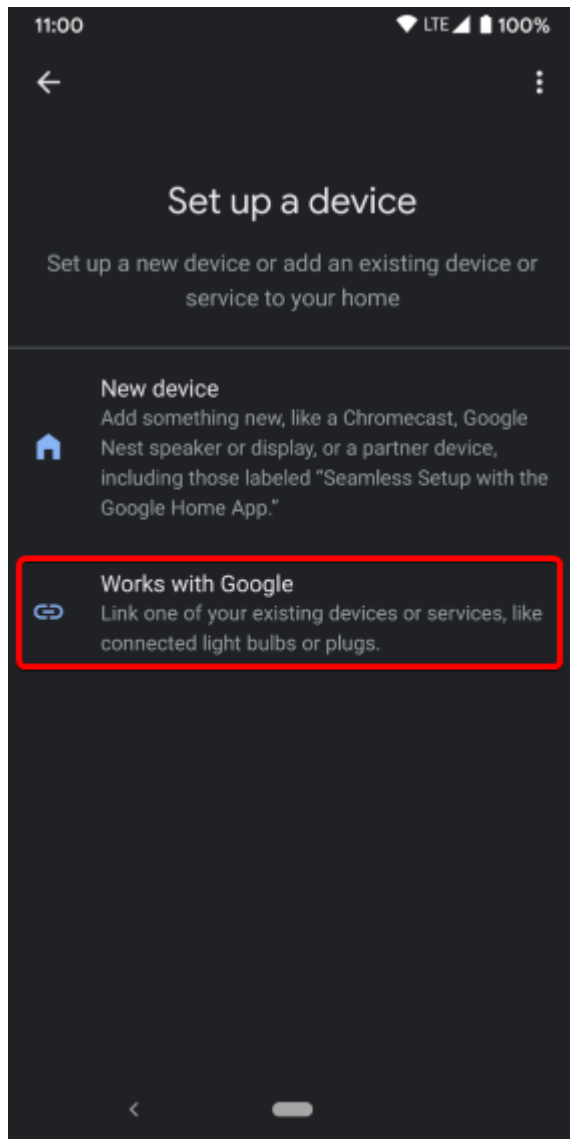 11:00 LTE 100%
Set up a device
Set up a new device or add an existing device or
service to your home
New device
Add something new, like a Chromecast, Google
Nest speaker or display, or a partner device,
including those labeled “Seamless Setup with the
Google Home App.”
Works with Google
Link one of your existing devices or services, like
connected light bulbs or plugs.